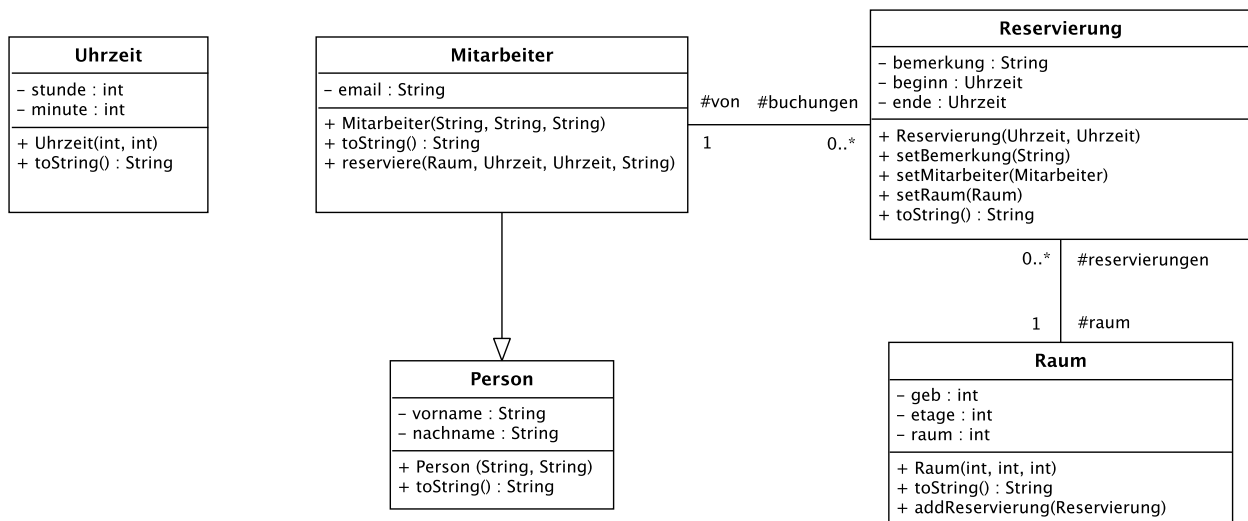 Uhrzeit
– stunde : int
– minute : int
+ Uhrzeit(int, int)
+ toString() : String
Mitarbeiter
– email : String
+ Mitarbeiter(String, String, String)
+ toString() : String
+ reserviere(Raum, Uhrzeit, Uhrzeit, String)
#von
#buchungen
1
0..*
Reservierung
– bemerkung : String
– beginn : Uhrzeit
– ende : Uhrzeit
+ Reservierung(Uhrzeit, Uhrzeit)
+ setBemerkung(String)
+ setMitarbeiter(Mitarbeiter)
+ setRaum(Raum)
+ toString() : String
0..*
#reservierungen
1
#raum
Person
– vorname : String
– nachname : String
+ Person (String, String)
+ toString() : String
Raum
– geb : int
– etage : int
– raum : int
+ Raum(int, int, int)
+ toString() : String
+ addReservierung(Reservierung)